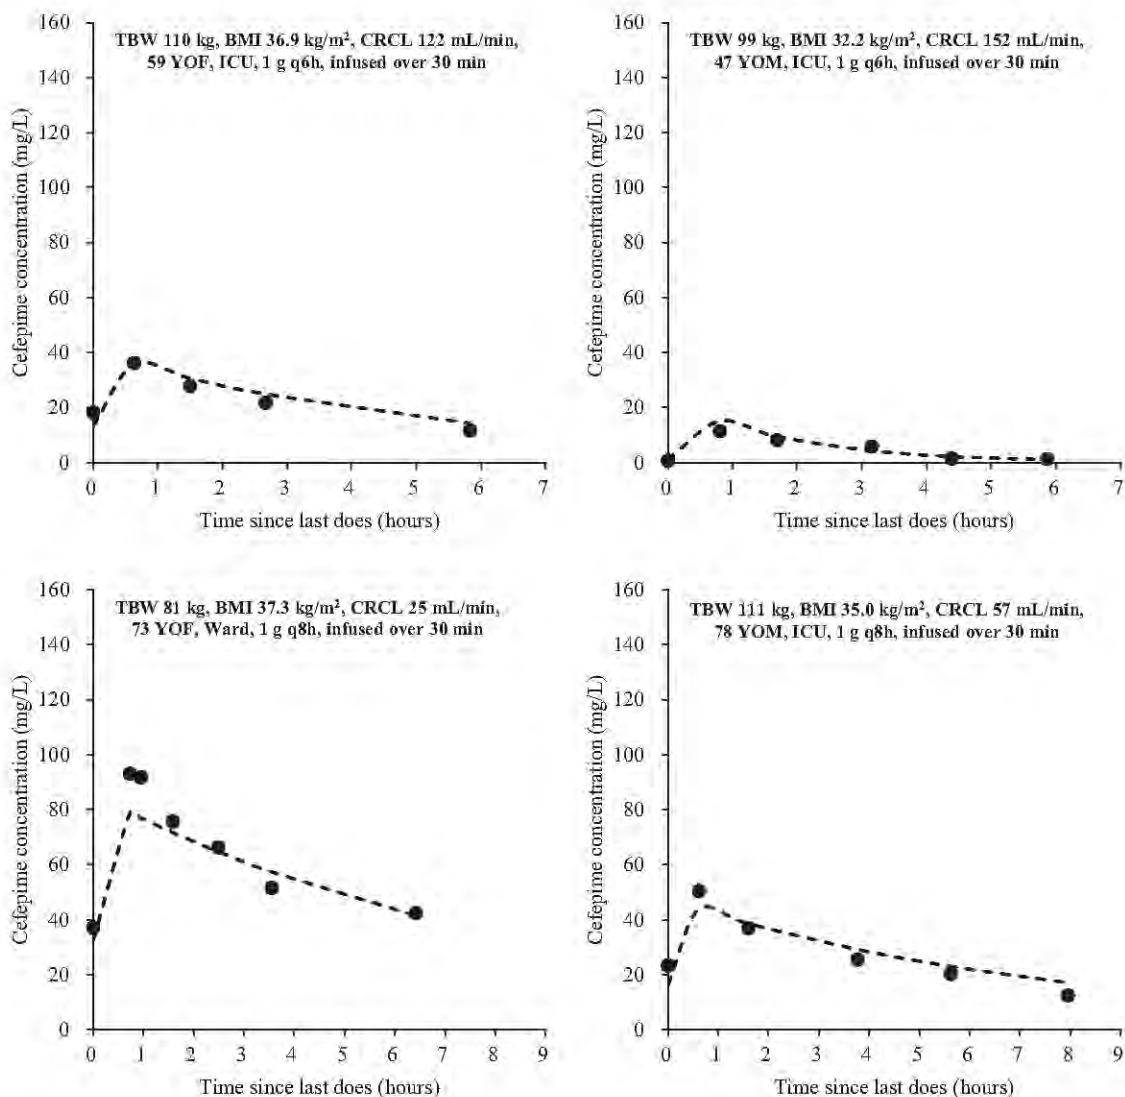 TBW 110 kg, BMI 36.9 kg/m², CRCL 122 mL/min,
59 YOF, ICU, 1 g q6h, infused over 30 min
Cefepime concentration (mg/L)
160
140
120
100
80
60
40
20
0
0 1 2 3 4 5 6 7
Time since last does (hours)
TBW 99 kg, BMI 32.2 kg/m², CRCL 152 mL/min,
47 YOM, ICU, 1 g q6h, infused over 30 min
Cefepime concentration (mg/L)
160
140
120
100
80
60
40
20
0
0 1 2 3 4 5 6 7
Time since last does (hours)
TBW 81 kg, BMI 37.3 kg/m², CRCL 25 mL/min,
73 YOF, Ward, 1 g q8h, infused over 30 min
Cefepime concentration (mg/L)
160
140
120
100
80
60
40
20
0
0 1 2 3 4 5 6 7 8 9
Time since last does (hours)
TBW 111 kg, BMI 35.0 kg/m², CRCL 57 mL/min,
78 YOM, ICU, 1 g q8h, infused over 30 min
Cefepime concentration (mg/L)
160
140
120
100
80
60
40
20
0
0 1 2 3 4 5 6 7 8 9
Time since last does (hours)